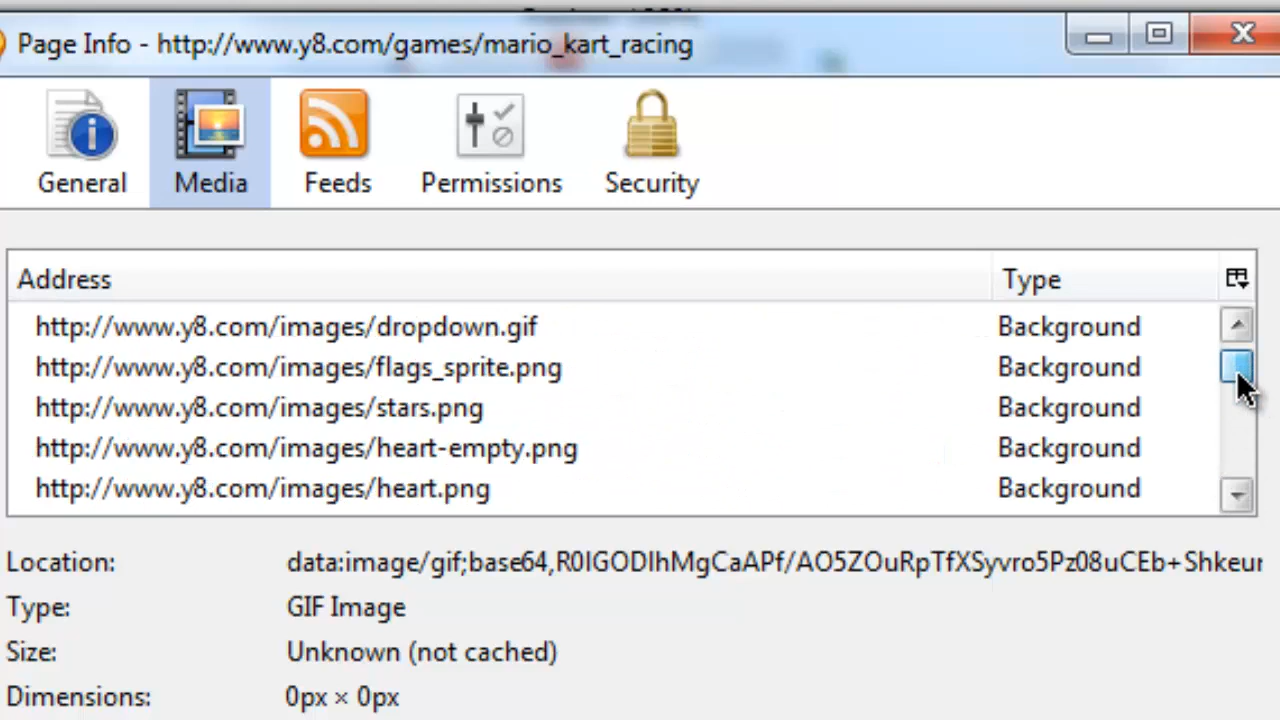 Page Info - http://www.y8.com/games/mario_kart_racing
General Media Feeds Permissions Security
Address Type
http://www.y8.com/images/dropdown.gif Background
http://www.y8.com/images/flags_sprite.png Background
http://www.y8.com/images/stars.png Background
http://www.y8.com/images/heart-empty.png Background
http://www.y8.com/images/heart.png Background
Location: data:image/gif;base64,R0lGODlhMgCaAPf/AO5ZOuRpTfXSyvro5Pz08uCEb+Shkeur
Type: GIF Image
Size: Unknown (not cached)
Dimensions: 0px × 0px